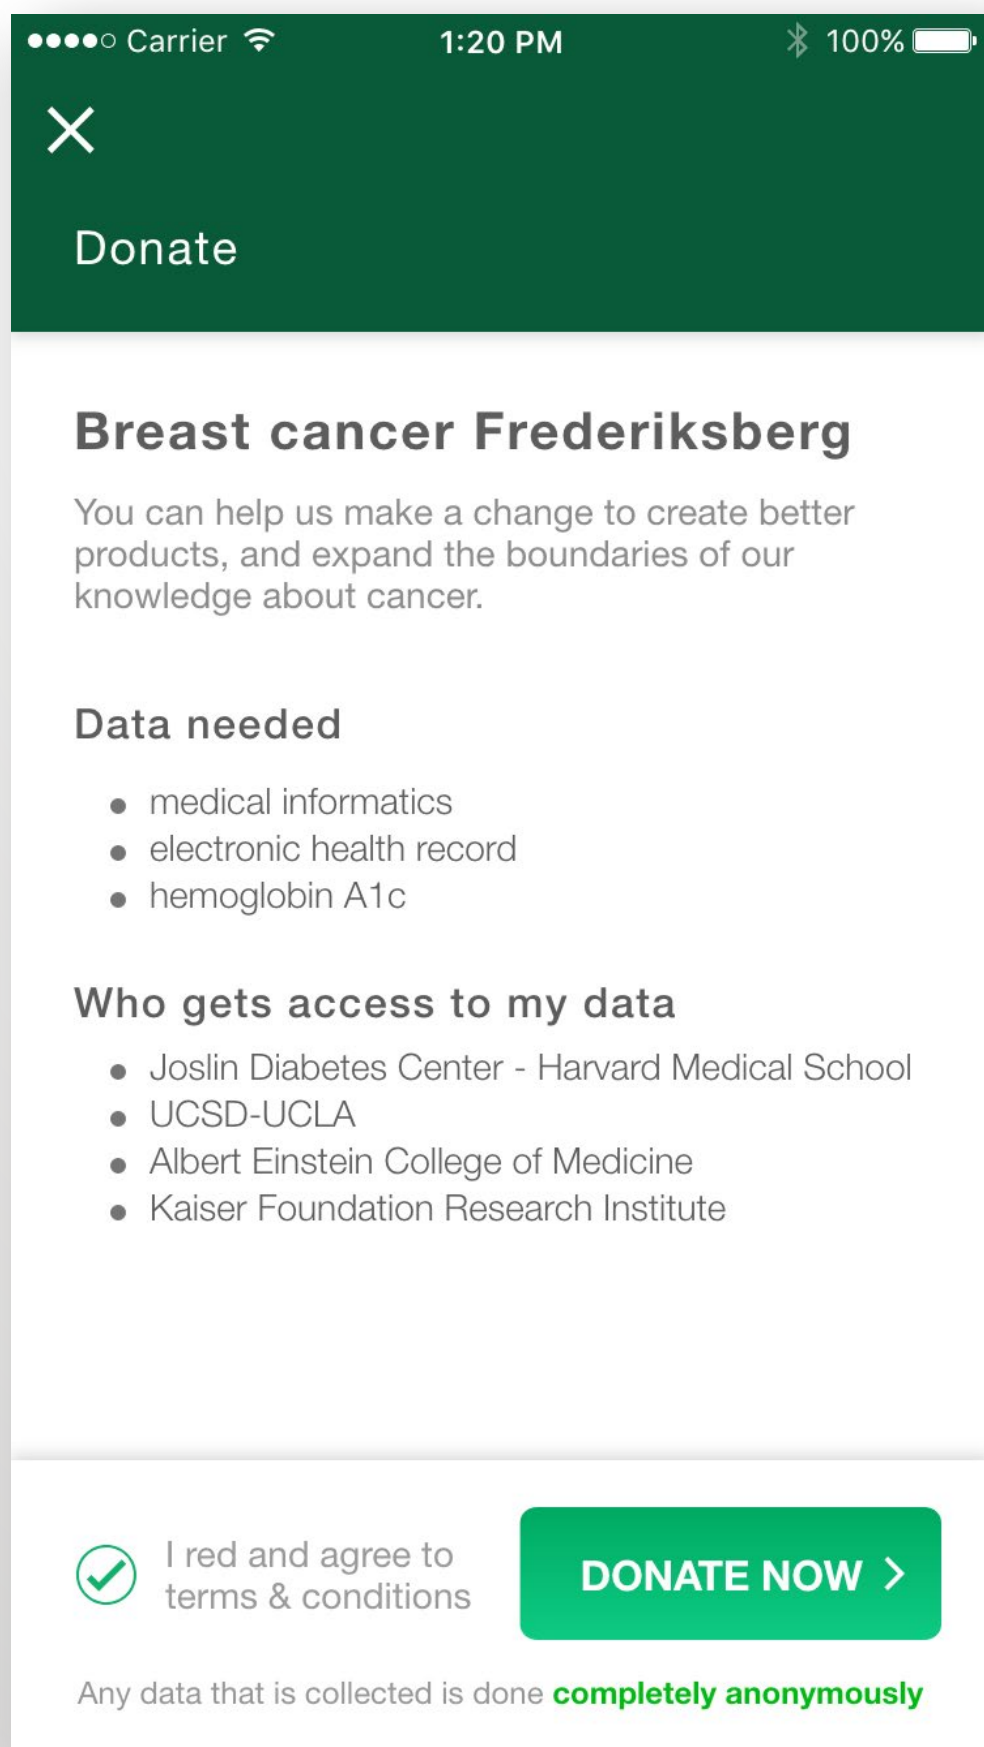 Carrier 1:20 PM 100%
Donate
Breast cancer Frederiksberg
You can help us make a change to create better
products, and expand the boundaries of our
knowledge about cancer.
Data needed
• medical informatics
• electronic health record
• hemoglobin A1c
Who gets access to my data
• Joslin Diabetes Center - Harvard Medical School
• UCSD-UCLA
• Albert Einstein College of Medicine
• Kaiser Foundation Research Institute
I red and agree to
terms & conditions
DONATE NOW
Any data that is collected is done completely anonymously